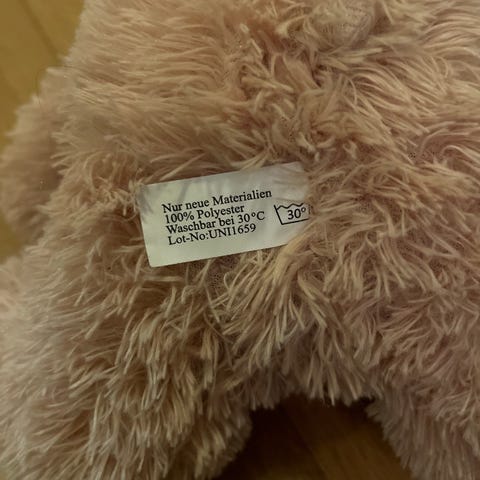 Nur neue Materialien
100% Polyester
Waschbar bei 30°C
30°
Lot-No:UNI1659